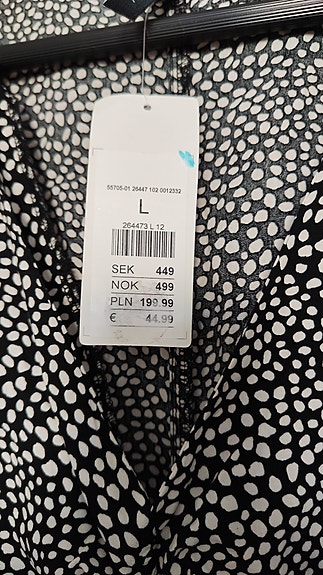 55705-01 26447 102 0012332
L
264473 L 12
SEK 449
NOK 499
PLN 199.99
€ 44.99